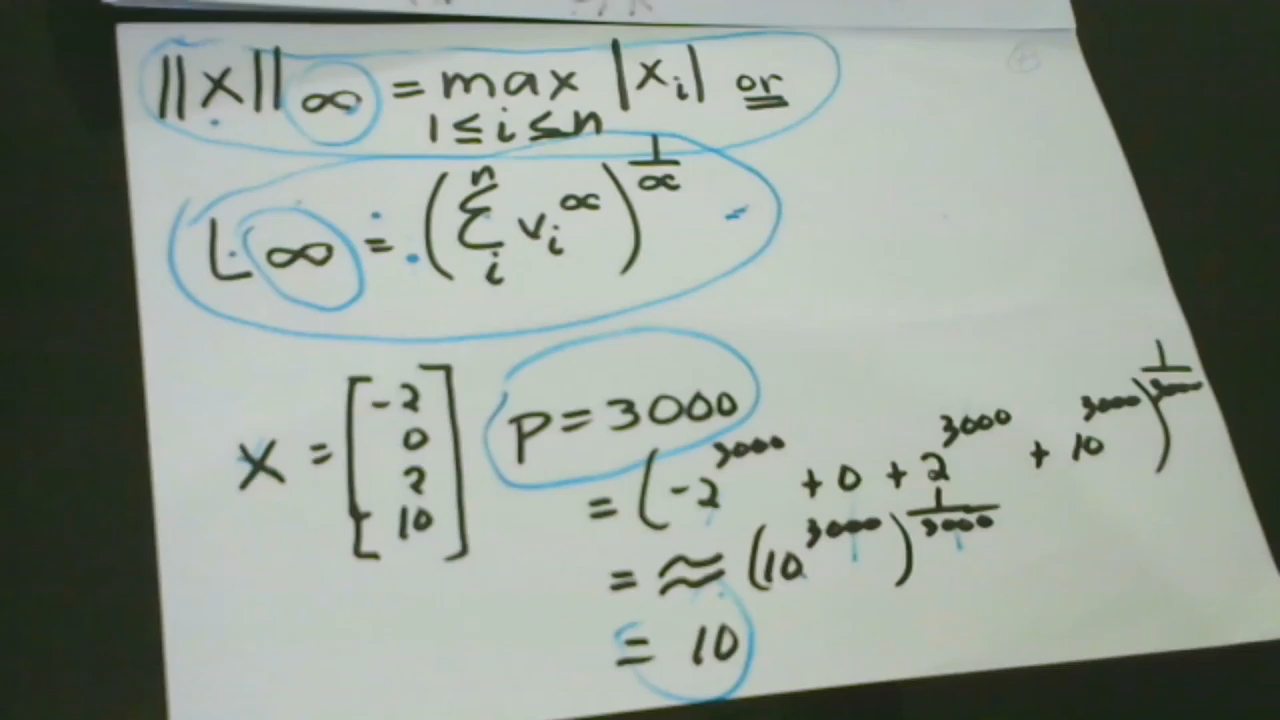 ||x||∞ = max |xi| or
1 ≤ i ≤ n
L∞ = (Σ^n_i vi^∞)^(1/∞)
x = [-2 0 2 10] P = 3000
= (-2^3000 + 0 + 2^3000 + 10^3000)^(1/3000)
= ≈ (10^3000)^(1/3000)
= 10